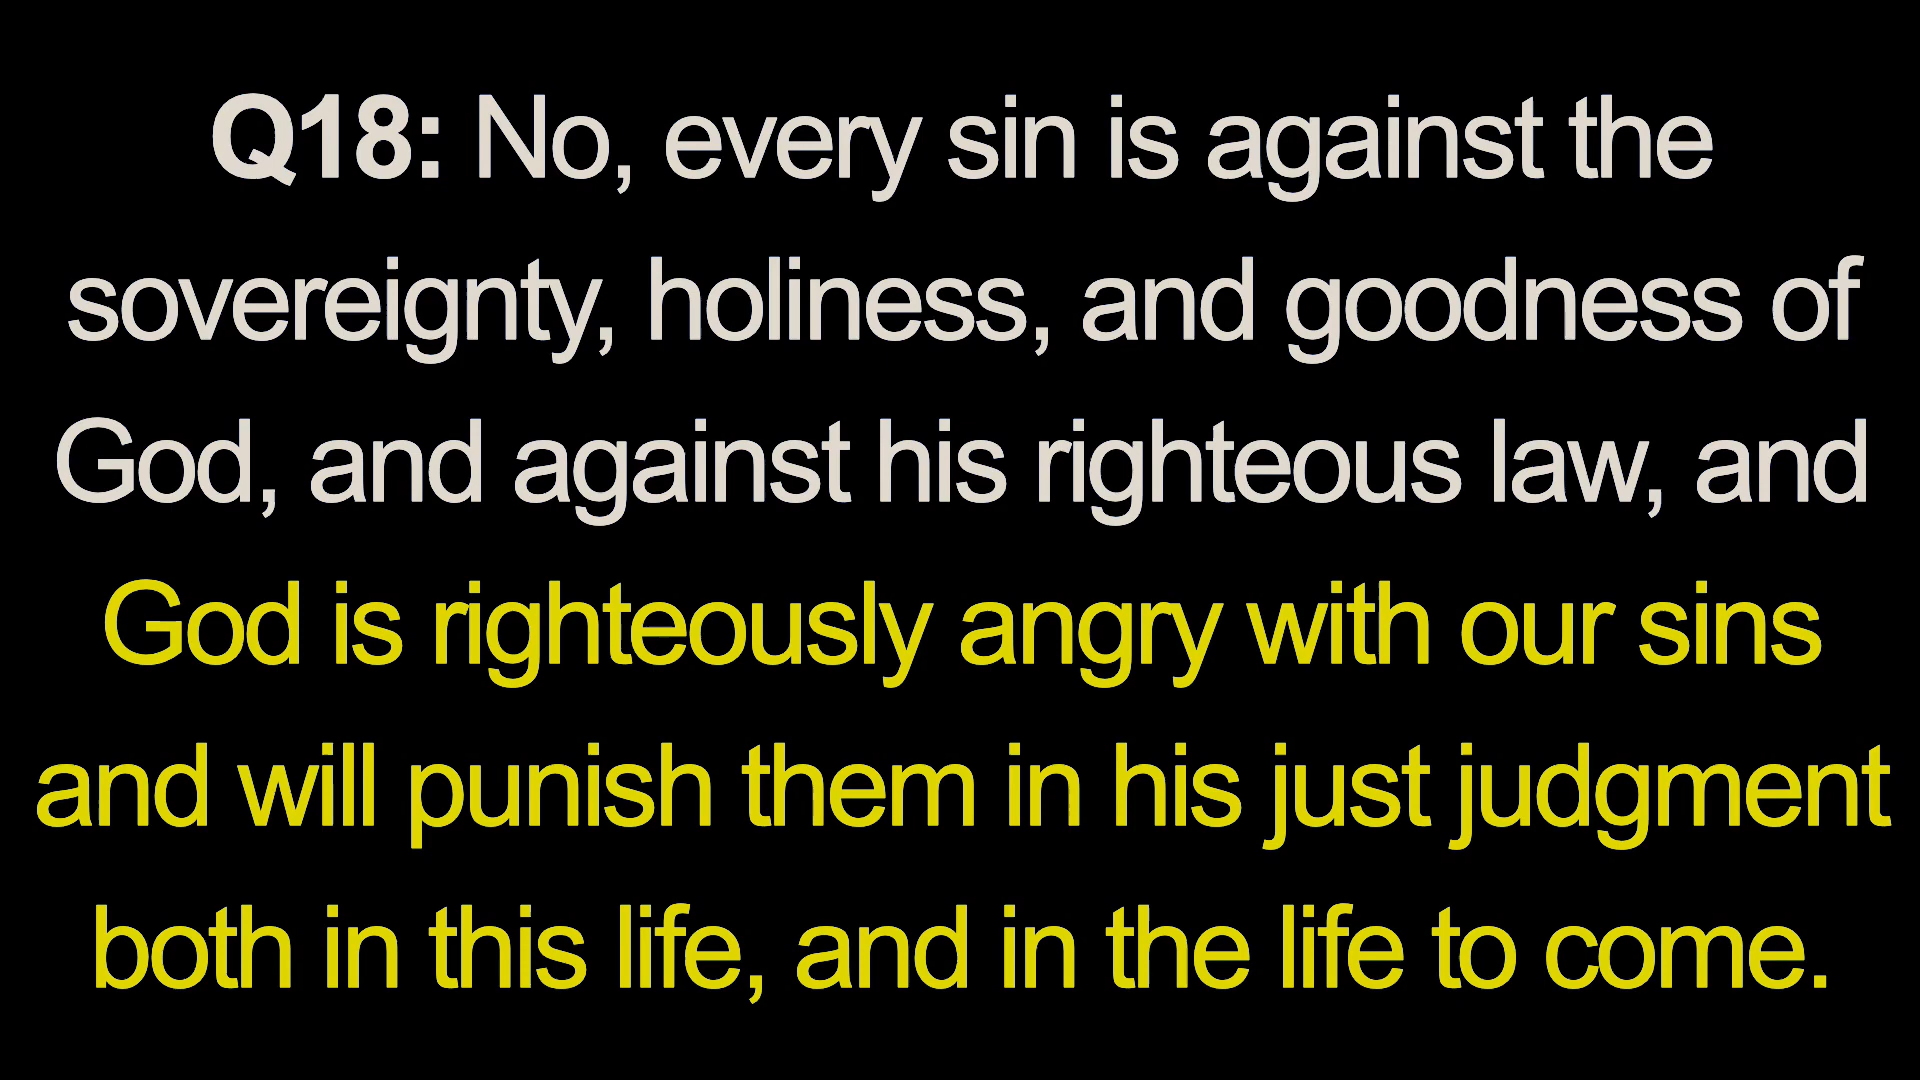 Q18: No, every sin is against the
sovereignty, holiness, and goodness of
God, and against his righteous law, and
God is righteously angry with our sins
and will punish them in his just judgment
both in this life, and in the life to come.